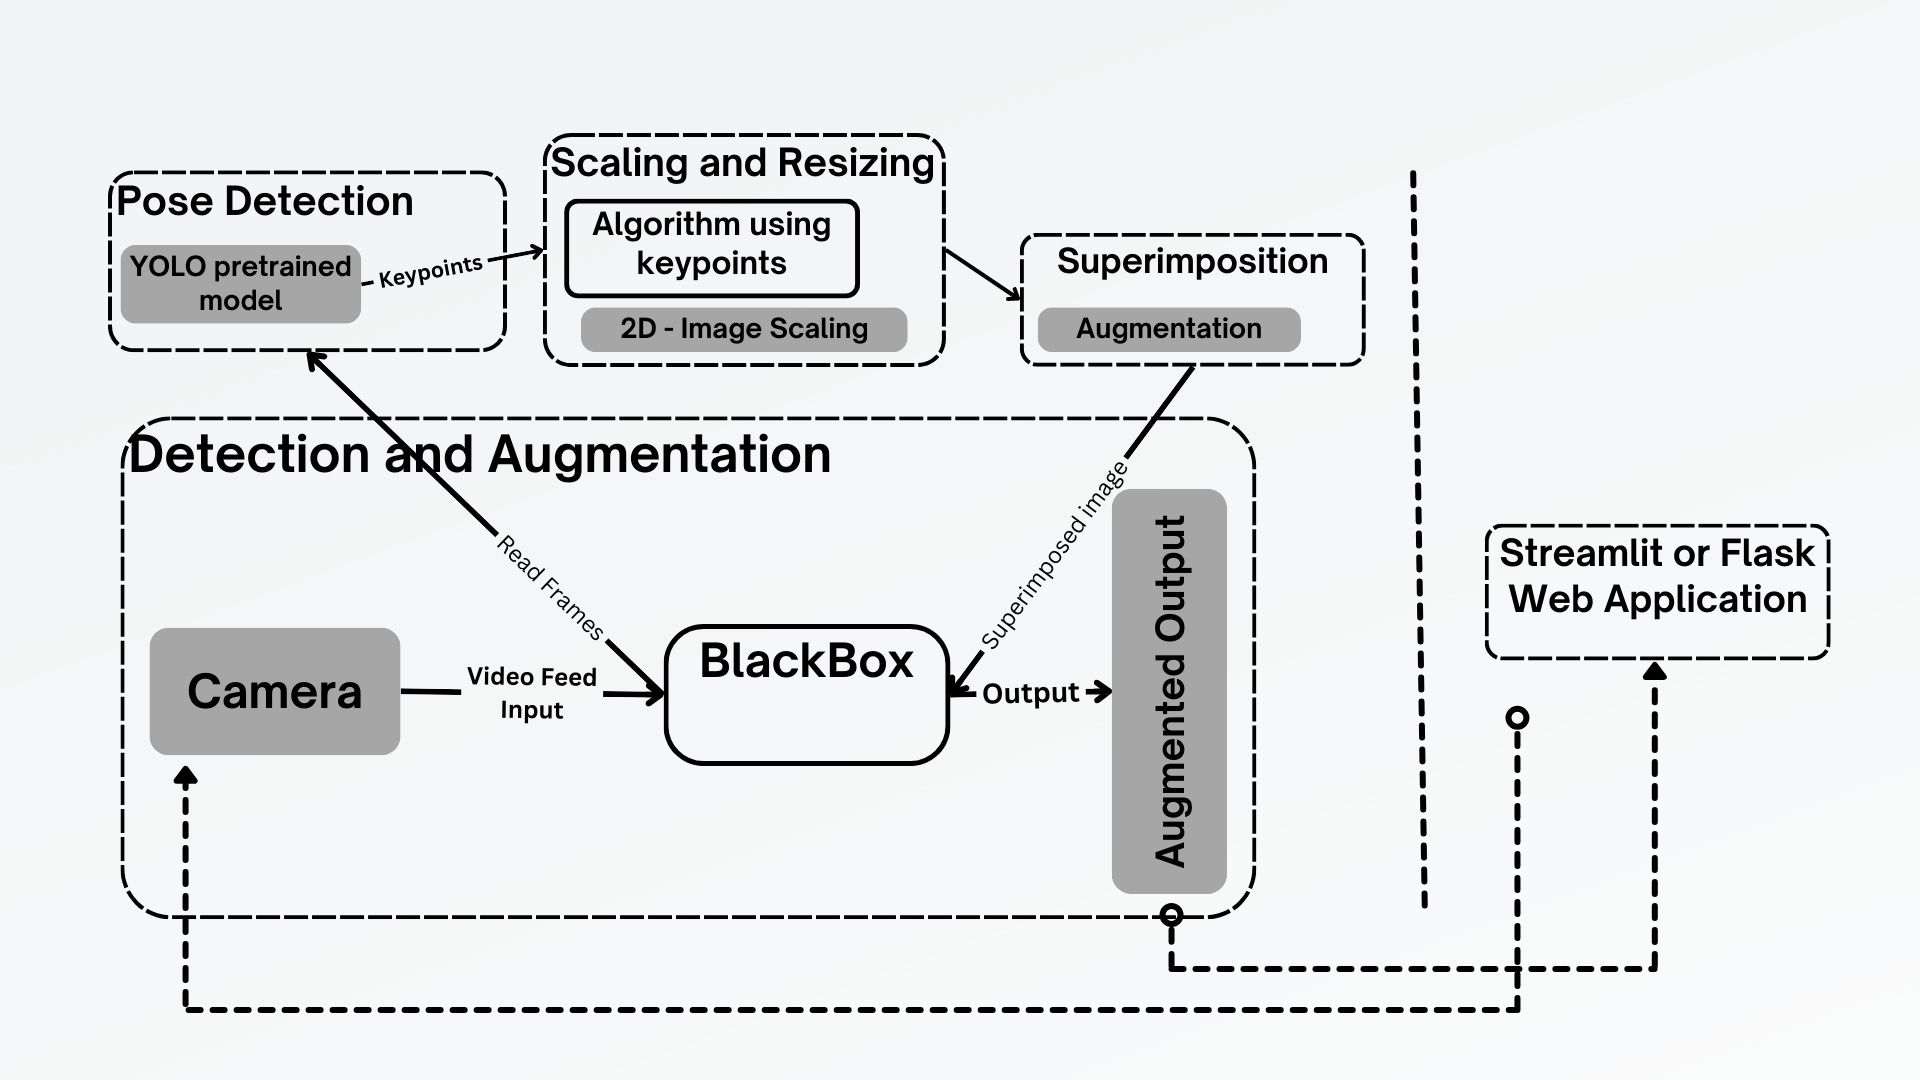 Pose Detection
YOLO pretrained
model
Keypoints
Scaling and Resizing
Algorithm using
keypoints
2D - Image Scaling
Superimposition
Augmentation
Detection and Augmentation
Read Frames
Superimposed image
Camera
Video Feed
Input
BlackBox
Output
Augmented Output
Streamlit or Flask
Web Application